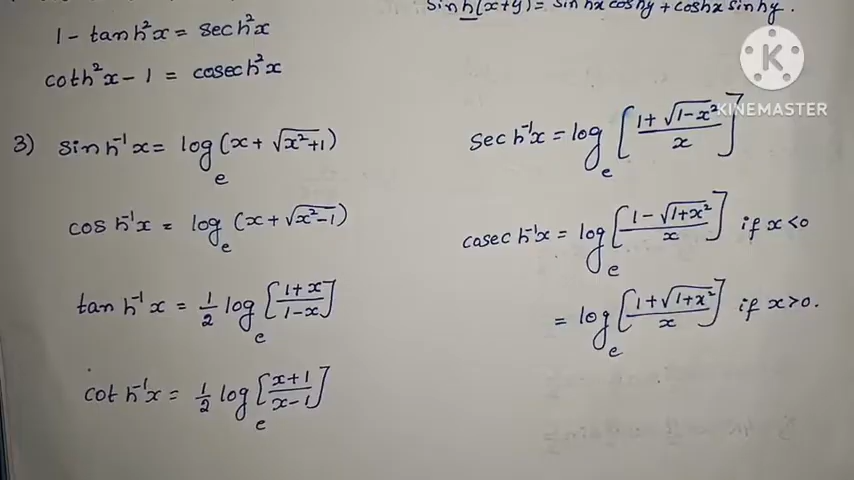 sinh(x+y) = sinhx coshy + coshx sinhy.
1 - tanh²x = sech²x
coth²x - 1 = cosech²x
KINEMASTER
3) sinh⁻¹x = logₑ(x + √(x²+1))
cosh⁻¹x = logₑ(x + √(x²-1))
tanh⁻¹x = 1/2 logₑ[(1+x)/(1-x)]
coth⁻¹x = 1/2 logₑ[(x+1)/(x-1)]
sech⁻¹x = logₑ[(1+√(1-x²))/x]
casech⁻¹x = logₑ[(1-√(1+x²))/x] if x<0
= logₑ[(1+√(1+x²))/x] if x>0.